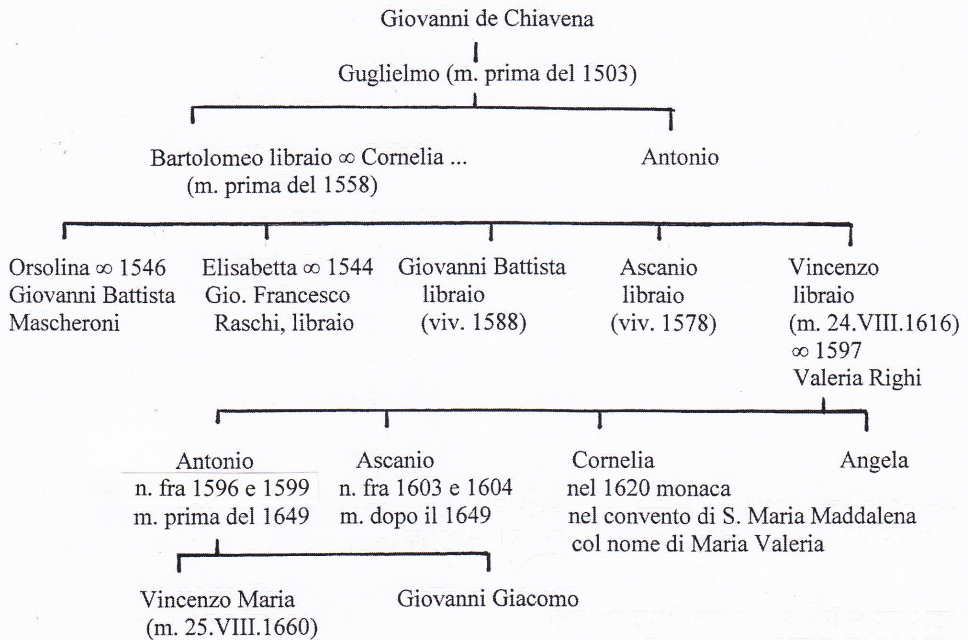 Giovanni de Chiavena
Guglielmo (m. prima del 1503)
Bartolomeo libraio ∞ Cornelia ...
(m. prima del 1558)
Antonio
Orsolina ∞ 1546
Giovanni Battista
Mascheroni
Elisabetta ∞ 1544
Gio. Francesco
Raschi, libraio
Giovanni Battista
libraio
(viv. 1588)
Ascanio
libraio
(viv. 1578)
Vincenzo
libraio
(m. 24.VIII.1616)
∞ 1597
Valeria Righi
Antonio
n. fra 1596 e 1599
m. prima del 1649
Ascanio
n. fra 1603 e 1604
m. dopo il 1649
Cornelia
nel 1620 monaca
nel convento di S. Maria Maddalena
col nome di Maria Valeria
Angela
Vincenzo Maria
(m. 25.VIII.1660)
Giovanni Giacomo